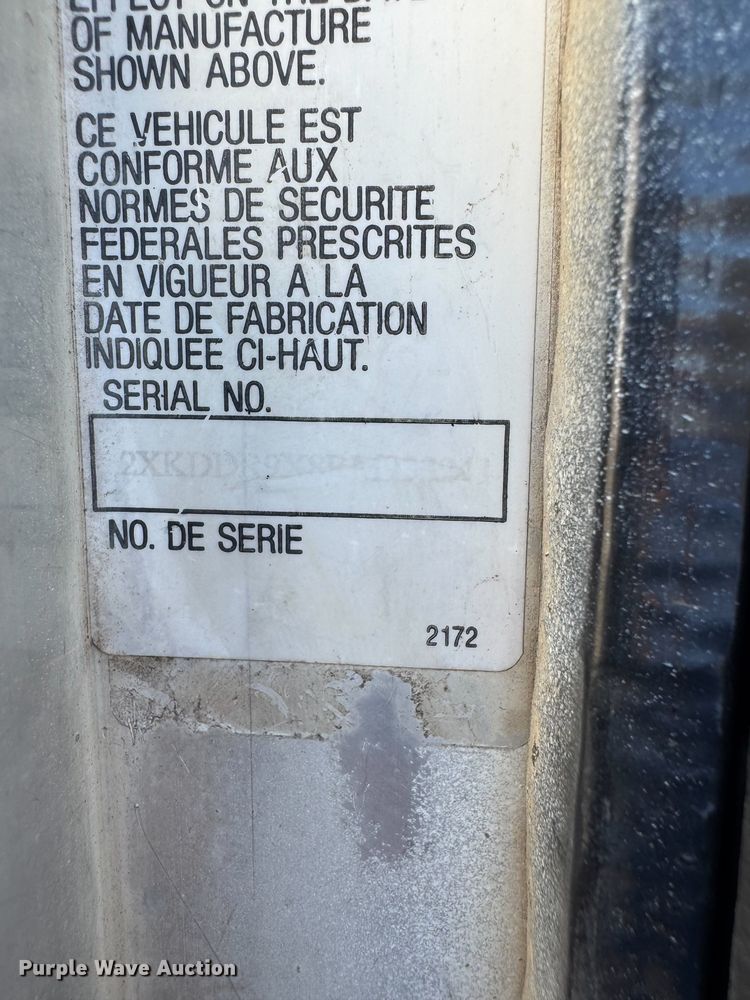 OF MANUFACTURE
SHOWN ABOVE.
CE VEHICULE EST
CONFORME AUX
NORMES DE SECURITE
FEDERALES PRESCRITES
EN VIGUEUR A LA
DATE DE FABRICATION
INDIQUEE CI-HAUT.
SERIAL NO.
NO. DE SERIE
2172
Purple Wave Auction